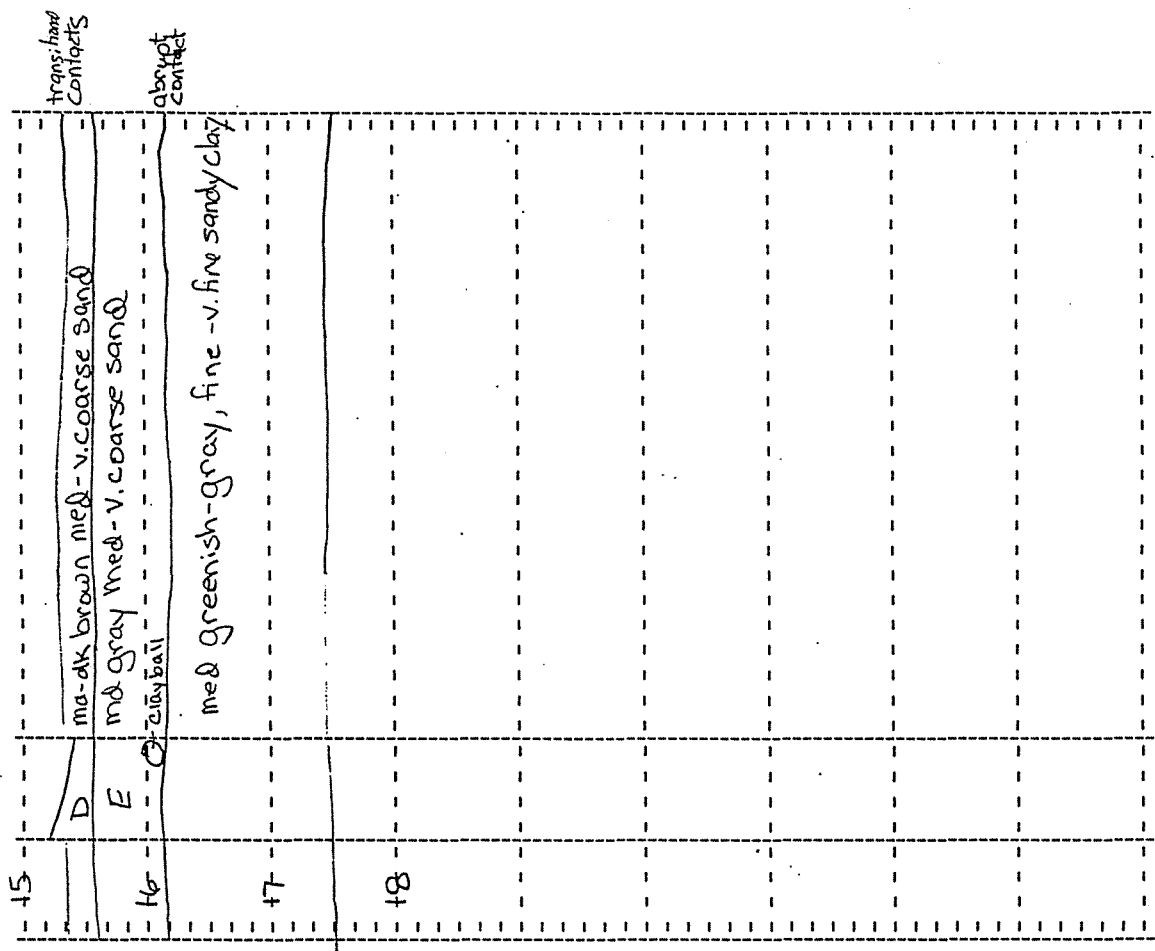 transitional contacts
abrupt contact
15
D md-dk brown med-v.coarse sand
E md gray med-v.coarse sand
16
clayball
med greenish-gray, fine-v.fine sandy clay
17
18